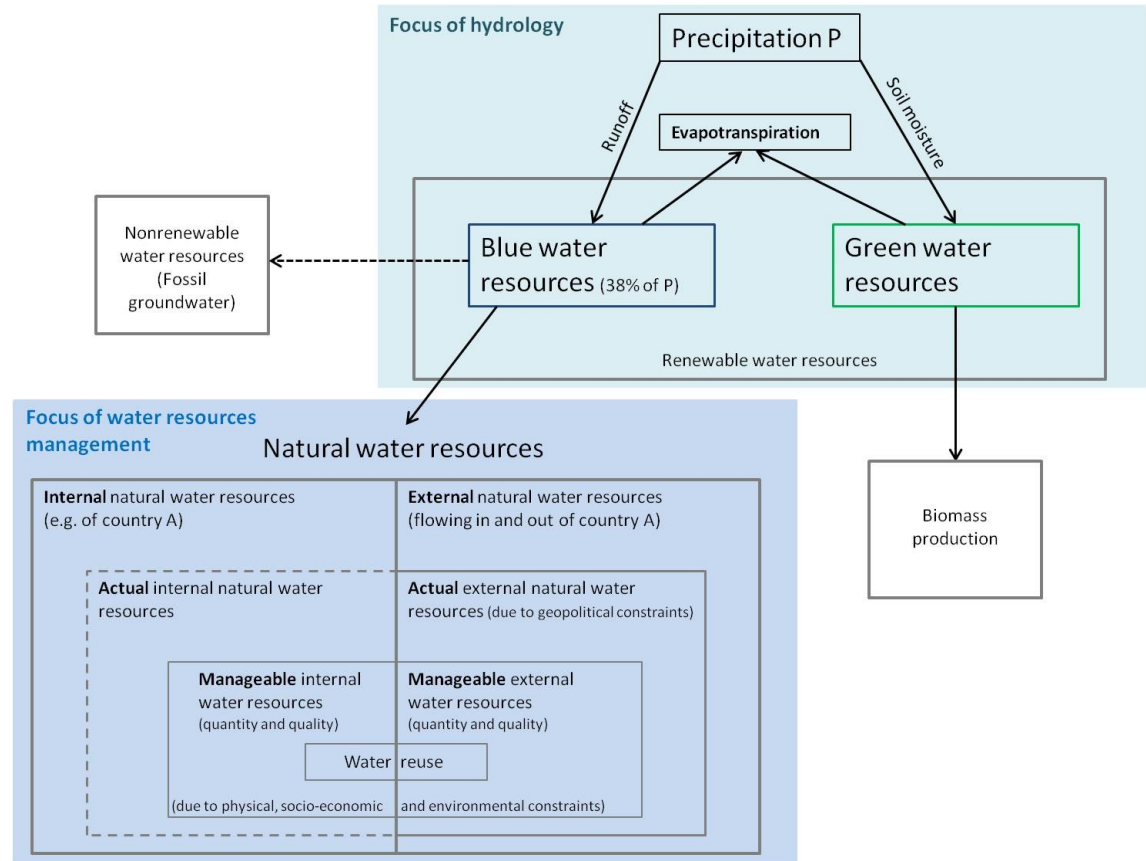 Focus of hydrology
Precipitation P
Runoff
Soil moisture
Evapotranspiration
Nonrenewable
water resources
(Fossil
groundwater)
Blue water
resources (38% of P)
Green water
resources
Renewable water resources
Focus of water resources
management
Natural water resources
Internal natural water resources
(e.g. of country A)
External natural water resources
(flowing in and out of country A)
Biomass
production
Actual internal natural water
resources
Actual external natural water
resources (due to geopolitical constraints)
Manageable internal
water resources
(quantity and quality)
Manageable external
water resources
(quantity and quality)
Water reuse
(due to physical, socio-economic and environmental constraints)